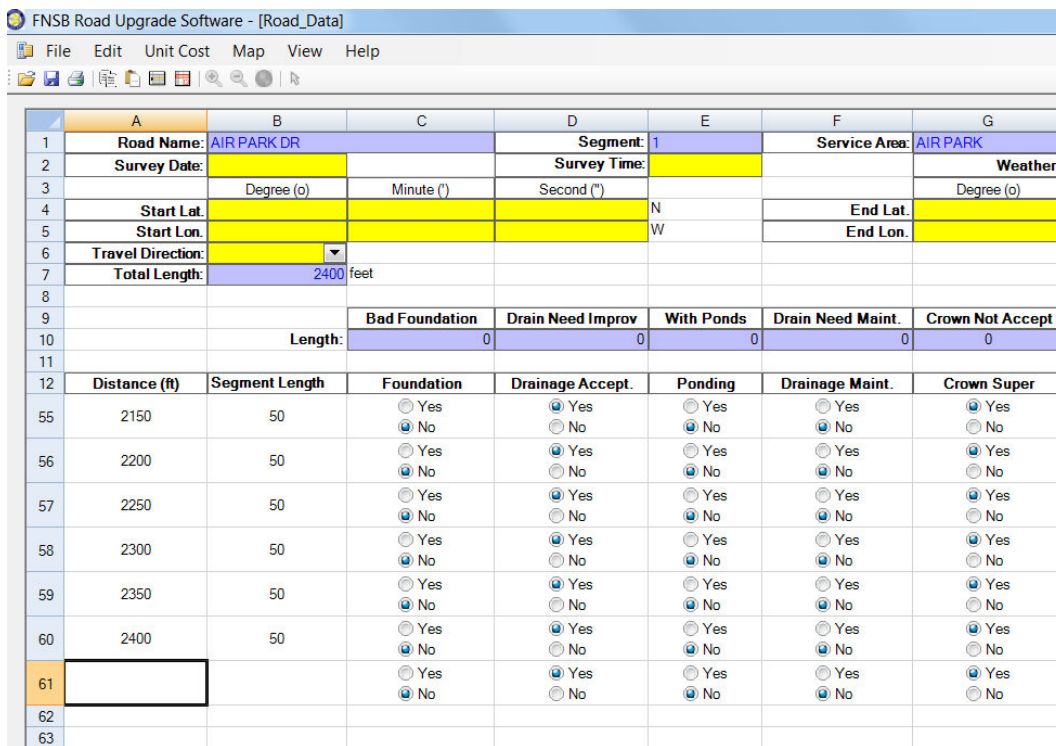 FNSB Road Upgrade Software - [Road_Data]
File Edit Unit Cost Map View Help
A B C D E F G
1 Road Name: AIR PARK DR Segment: 1 Service Area: AIR PARK
2 Survey Date: Survey Time: Weather
3 Degree (o) Minute (') Second (") Degree (o)
4 Start Lat. N End Lat.
5 Start Lon. W End Lon.
6 Travel Direction:
7 Total Length: 2400 feet
8
9 Bad Foundation Drain Need Improv With Ponds Drain Need Maint. Crown Not Accept
10 Length: 0 0 0 0 0
11
12 Distance (ft) Segment Length Foundation Drainage Accept. Ponding Drainage Maint. Crown Super
Yes Yes Yes Yes Yes
55 2150 50
No No No No No
Yes Yes Yes Yes Yes
56 2200 50
No No No No No
Yes Yes Yes Yes Yes
57 2250 50
No No No No No
Yes Yes Yes Yes Yes
58 2300 50
No No No No No
Yes Yes Yes Yes Yes
59 2350 50
No No No No No
Yes Yes Yes Yes Yes
60 2400 50
No No No No No
Yes Yes Yes Yes Yes
61
No No No No No
62
63